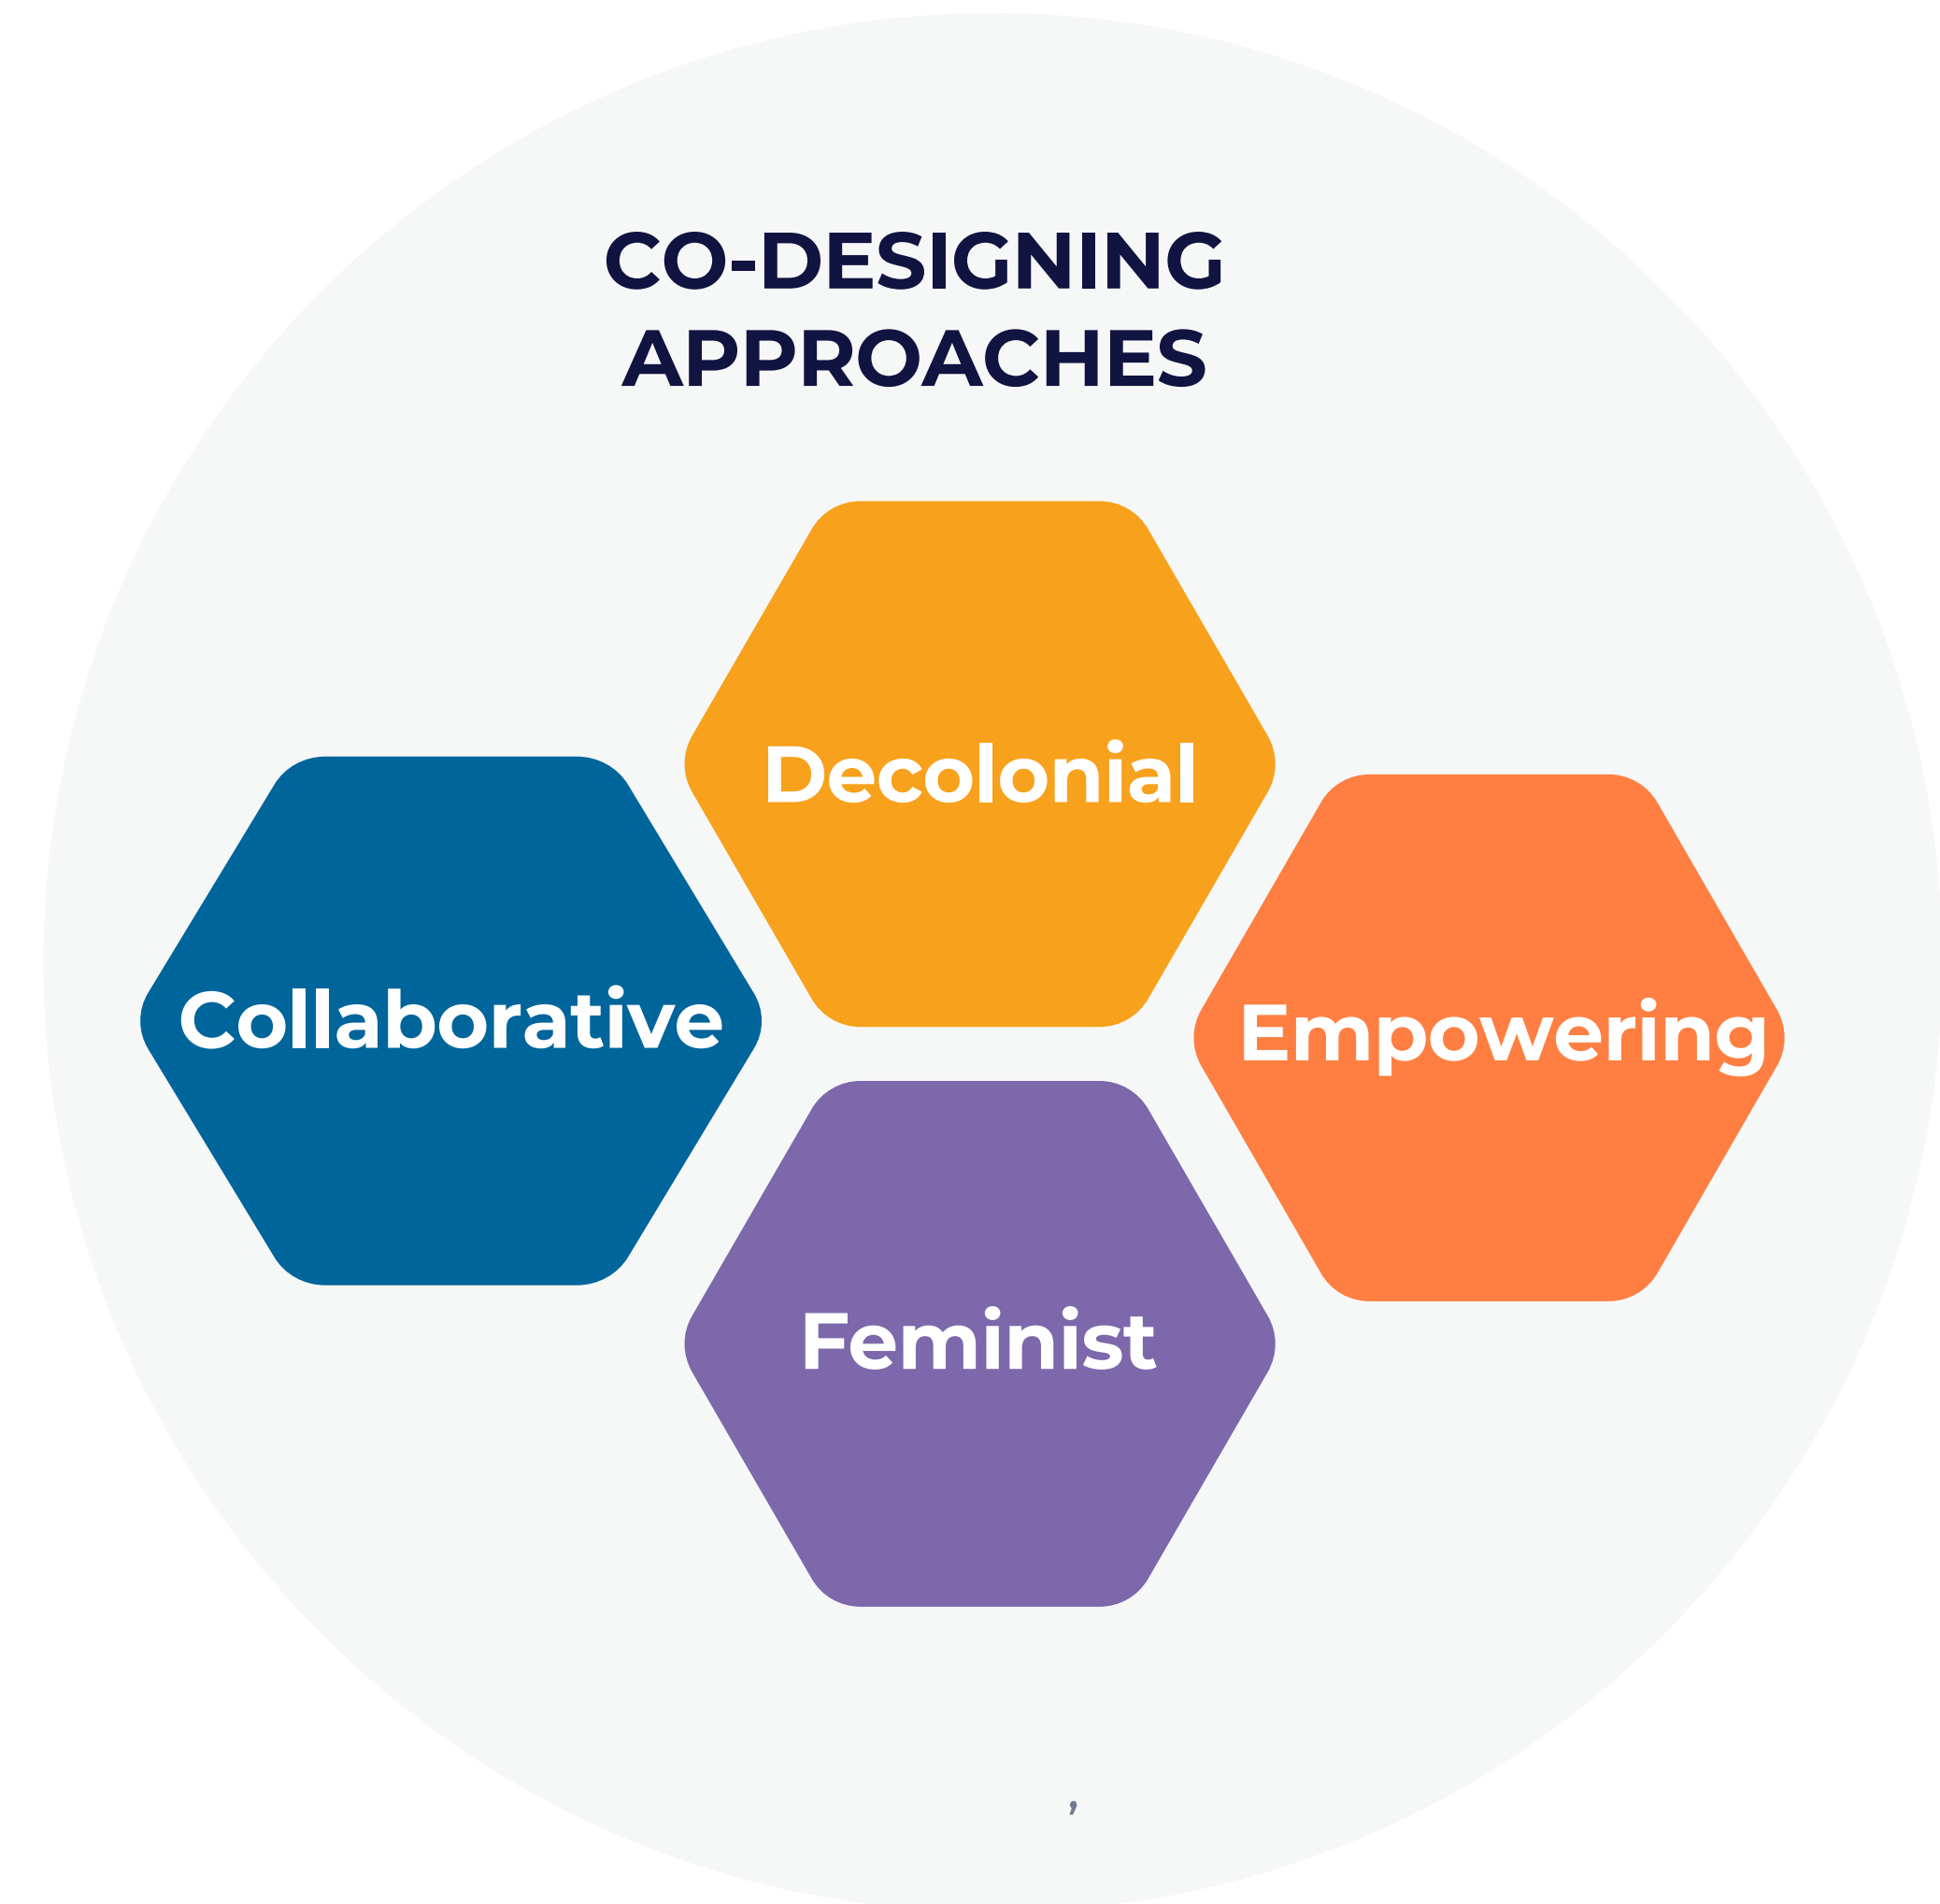 CO-DESIGNING
APPROACHES
Decolonial
Collaborative
Empowering
Feminist
,